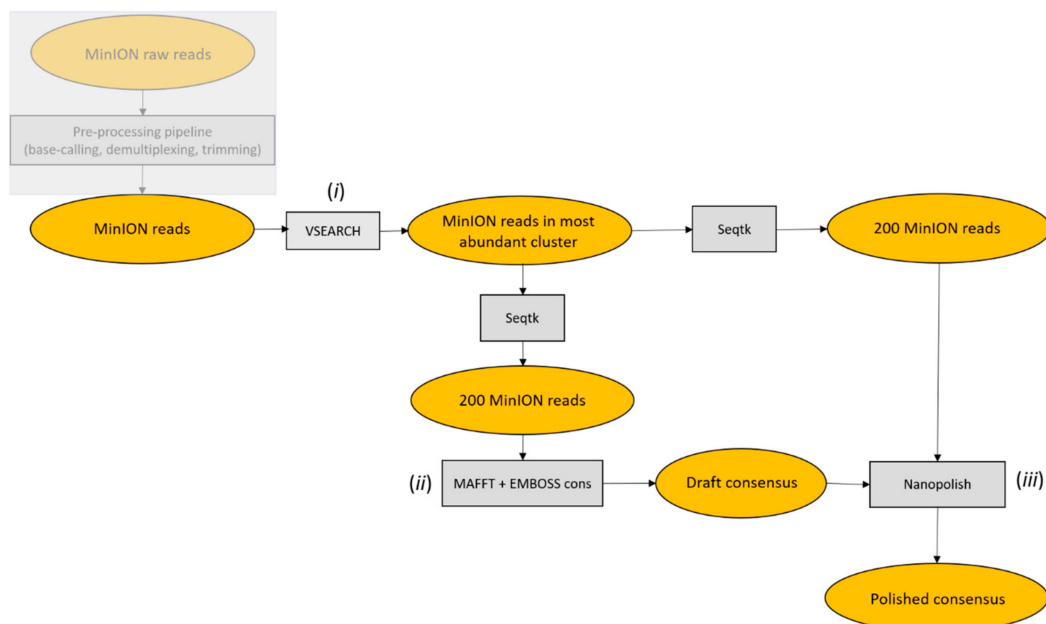 MinION raw reads
Pre-processing pipeline
(base-calling, demultiplexing, trimming)
(i)
MinION reads
VSEARCH
MinION reads in most
abundant cluster
Seqtk
200 MinION reads
Seqtk
200 MinION reads
(ii)
MAFFT + EMBOSS cons
Draft consensus
Nanopolish
(iii)
Polished consensus